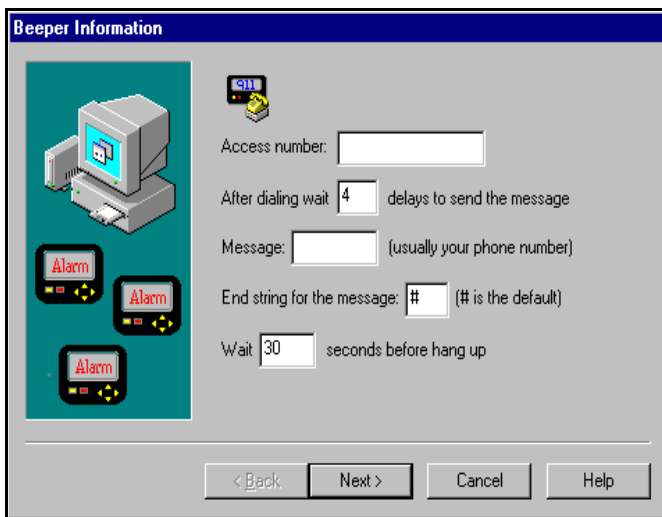 Beeper Information
911
Access number:
After dialing wait 4 delays to send the message
Message: (usually your phone number)
End string for the message: # (# is the default)
Wait 30 seconds before hang up
Alarm
Alarm
Alarm
< Back Next > Cancel Help